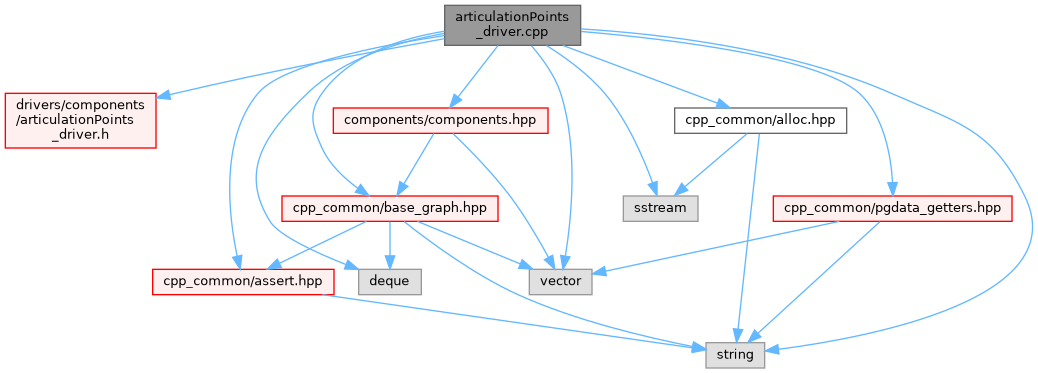 articulationPoints
_driver.cpp
drivers/components
/articulationPoints
_driver.h
components/components.hpp
cpp_common/alloc.hpp
cpp_common/base_graph.hpp
sstream
cpp_common/pgdata_getters.hpp
cpp_common/assert.hpp
deque
vector
string